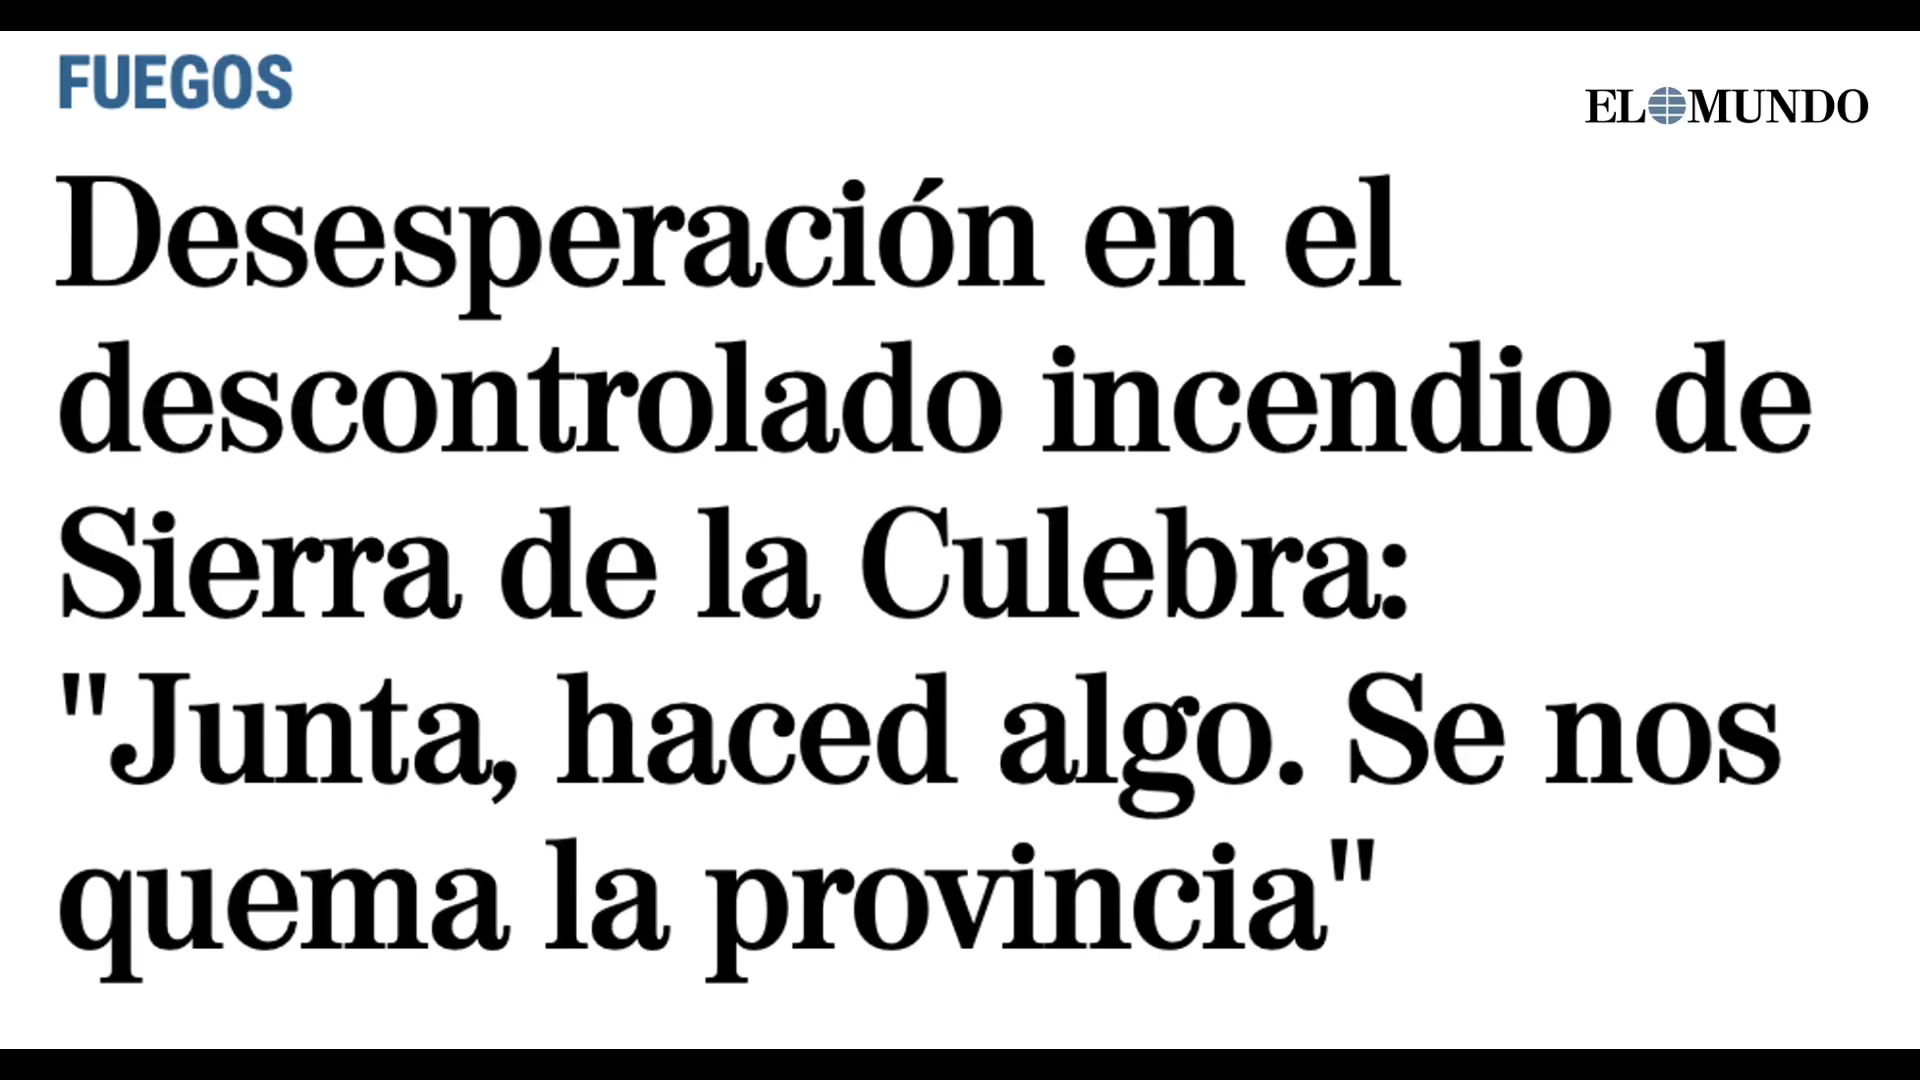 FUEGOS
EL MUNDO
Desesperación en el
descontrolado incendio de
Sierra de la Culebra:
"Junta, haced algo. Se nos
quema la provincia"